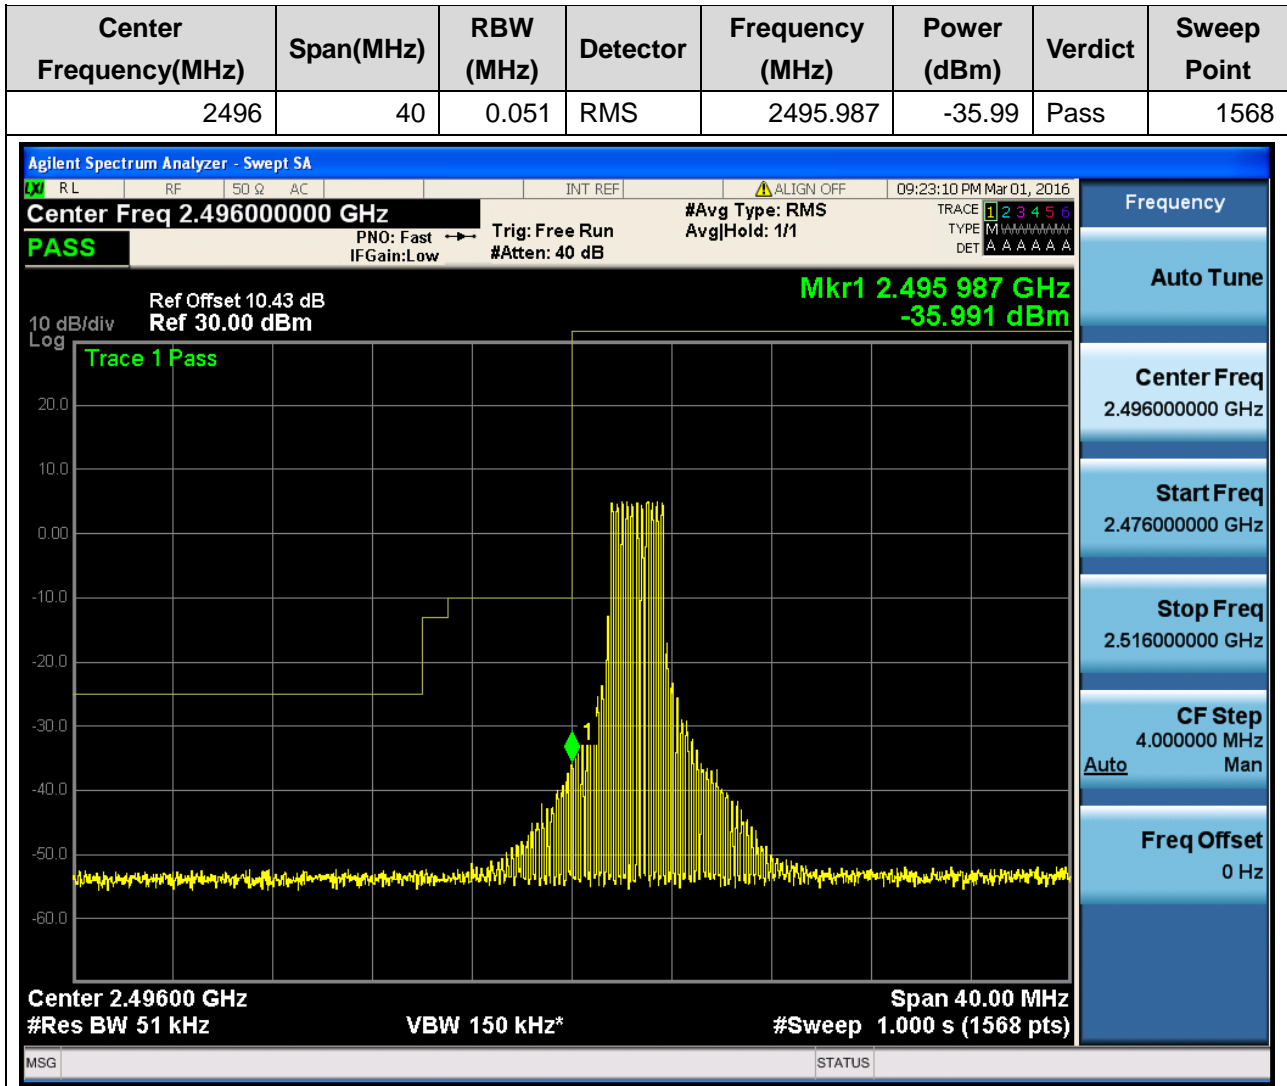 Center Frequency(MHz) Span(MHz) RBW (MHz) Detector Frequency (MHz) Power (dBm) Verdict Sweep Point
2496 40 0.051 RMS 2495.987 -35.99 Pass 1568
Agilent Spectrum Analyzer - Swept SA
LXI RL RF 50 Ω AC INT REF ALIGN OFF 09:23:10 PM Mar 01, 2016
Center Freq 2.496000000 GHz
PASS
PNO: Fast
IFGain:Low
Trig: Free Run
#Atten: 40 dB
#Avg Type: RMS
Avg|Hold: 1/1
TRACE 1 2 3 4 5 6
TYPE M
DET A A A A A A
Mkr1 2.495 987 GHz
-35.991 dBm
Ref Offset 10.43 dB
10 dB/div Ref 30.00 dBm
Log
Trace 1 Pass
20.0
10.0
0.00
-10.0
-20.0
-30.0
1
-40.0
-50.0
-60.0
Center 2.49600 GHz Span 40.00 MHz
#Res BW 51 kHz VBW 150 kHz* #Sweep 1.000 s (1568 pts)
MSG STATUS
Frequency
Auto Tune
Center Freq
2.496000000 GHz
Start Freq
2.476000000 GHz
Stop Freq
2.516000000 GHz
CF Step
4.000000 MHz
Auto Man
Freq Offset
0 Hz